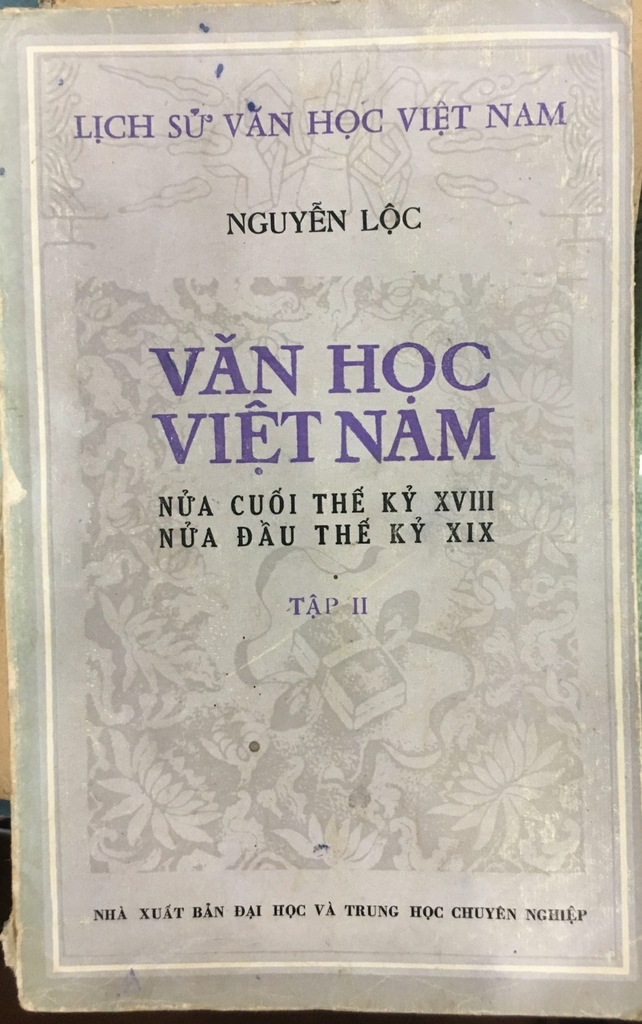 LỊCH SỬ VĂN HỌC VIỆT NAM
NGUYỄN LỘC
VĂN HỌC
VIỆT NAM
NỬA CUỐI THẾ KỶ XVIII
NỬA ĐẦU THẾ KỶ XIX
TẬP II
NHÀ XUẤT BẢN ĐẠI HỌC VÀ TRUNG HỌC CHUYÊN NGHIỆP